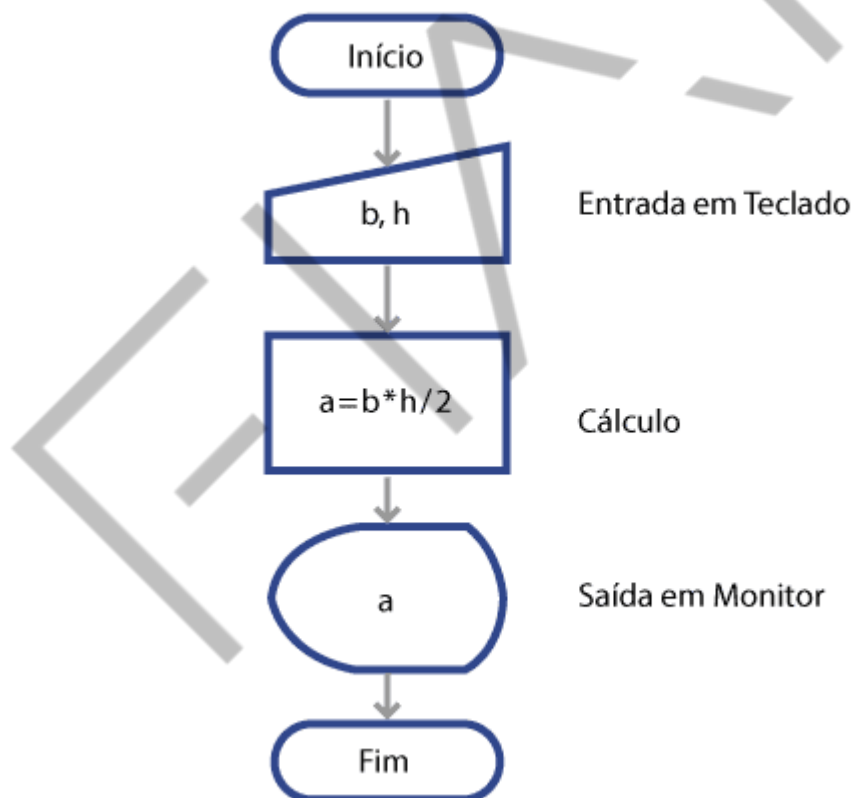 Início
b, h
Entrada em Teclado
a=b*h/2
Cálculo
a
Saída em Monitor
Fim